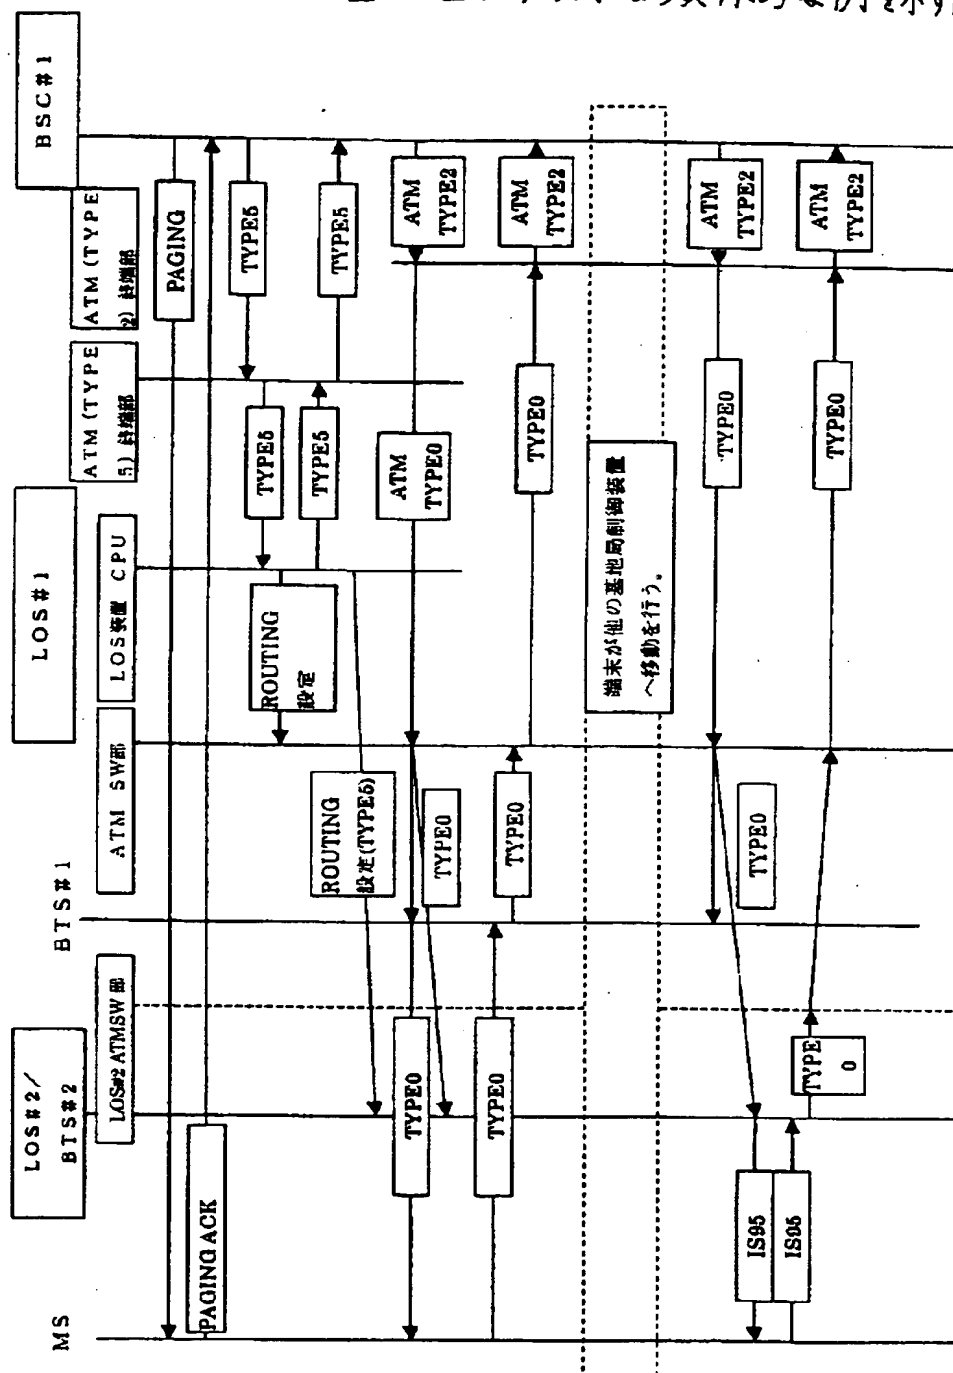 MS
LOS#2/
BTS#2
LOS#2 ATMSW部
BTS#1
LOS#1
ATM SW部
LOS装置 CPU
ATM(TYPE
5) 終端部
ATM(TYPE
2) 終端部
BSC#1
PAGING
PAGING ACK
TYPE5
TYPE5
ROUTING
設定
TYPE5
TYPE5
ROUTING
設定(TYPE5)
ATM
TYPE2
ATM
TYPE0
TYPE0
TYPE0
TYPE0
TYPE0
TYPE0
ATM
TYPE2
端末が他の基地局制御装置
へ移動を行う。
ATM
TYPE2
TYPE0
TYPE0
IS95
IS95
TYPE
0
TYPE0
ATM
TYPE2